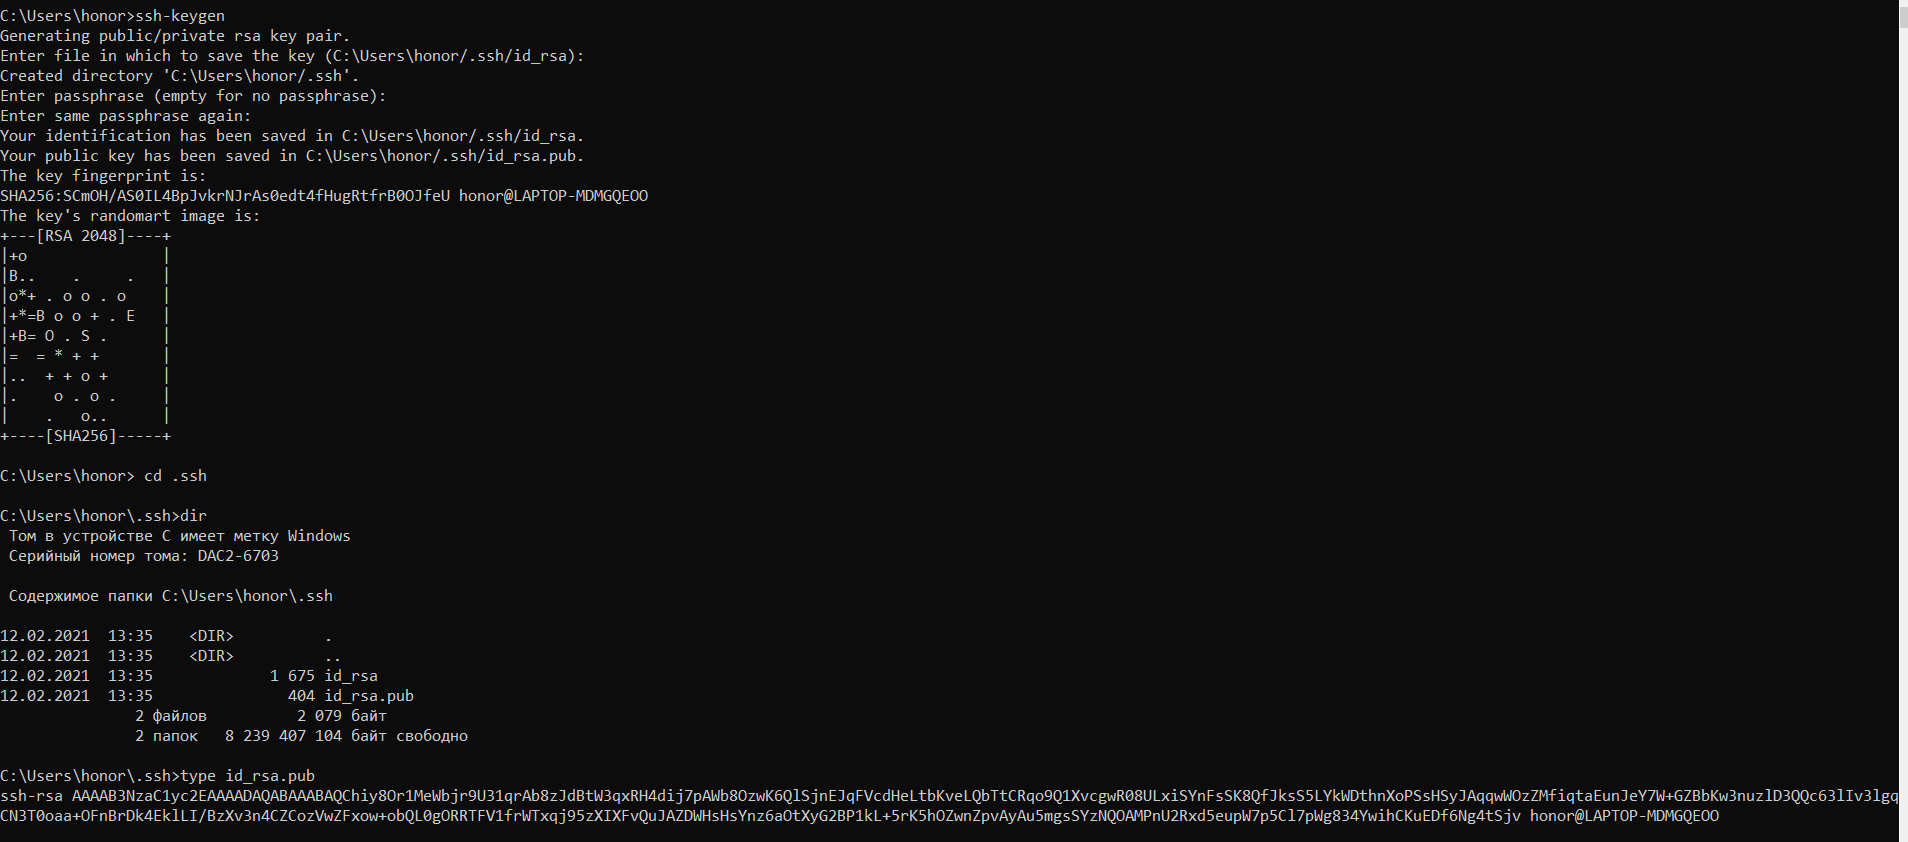 C:\Users\honor>ssh-keygen
Generating public/private rsa key pair.
Enter file in which to save the key (C:\Users\honor/.ssh/id_rsa):
Created directory 'C:\Users\honor/.ssh'.
Enter passphrase (empty for no passphrase):
Enter same passphrase again:
Your identification has been saved in C:\Users\honor/.ssh/id_rsa.
Your public key has been saved in C:\Users\honor/.ssh/id_rsa.pub.
The key fingerprint is:
SHA256:SCmOH/AS0IL4BpJvkrNJrAs0edt4fHugRtfrB0OJfeU honor@LAPTOP-MDMGQEOO
The key's randomart image is:
+---[RSA 2048]----+
|+o               |
|B..    .     .   |
|o*+ . o o . o    |
|+*=B o o + . E   |
|+B= O . S .      |
|=  = * + +       |
|..  + + o +      |
|.    o . o .     |
|    .   o..      |
+----[SHA256]-----+
C:\Users\honor> cd .ssh
C:\Users\honor\.ssh>dir
 Том в устройстве C имеет метку Windows
 Серийный номер тома: DAC2-6703
 Содержимое папки C:\Users\honor\.ssh
12.02.2021  13:35    <DIR>          .
12.02.2021  13:35    <DIR>          ..
12.02.2021  13:35             1 675 id_rsa
12.02.2021  13:35               404 id_rsa.pub
               2 файлов          2 079 байт
               2 папок   8 239 407 104 байт свободно
C:\Users\honor\.ssh>type id_rsa.pub
ssh-rsa AAAAB3NzaC1yc2EAAAADAQABAAABAQChiy8Or1MeWbjr9U31qrAb8zJdBtW3qxRH4dij7pAWb8OzwK6QlSjnEJqFVcdHeLtbKveLQbTtCRqo9Q1XvcgwR08ULxiSYnFsSK8QfJksS5LYkWDthnXoPSsHSyJAqqwWOzZMfiqtaEunJeY7W+GZBbKw3nuzlD3QQc63lIv3lgq
CN3T0oaa+OFnBrDk4EklLI/BzXv3n4CZCozVwZFxow+obQL0gORRTFV1frWTxqj95zXIXFvQuJAZDWHsHsYnz6aOtXyG2BP1kL+5rK5hOZwnZpvAyAu5mgsSYzNQOAMPnU2Rxd5eupW7p5Cl7pWg834YwihCKuEDf6Ng4tSjv honor@LAPTOP-MDMGQEOO